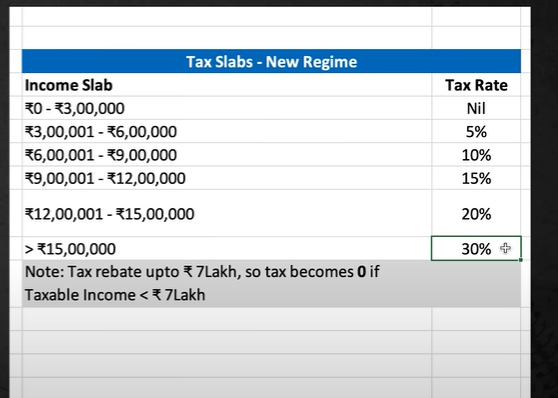 Tax Slabs - New Regime
Income Slab Tax Rate
₹0 - ₹3,00,000 Nil
₹3,00,001 - ₹6,00,000 5%
₹6,00,001 - ₹9,00,000 10%
₹9,00,001 - ₹12,00,000 15%
₹12,00,001 - ₹15,00,000 20%
> ₹15,00,000 30%
Note: Tax rebate upto ₹ 7Lakh, so tax becomes 0 if
Taxable Income < ₹ 7Lakh